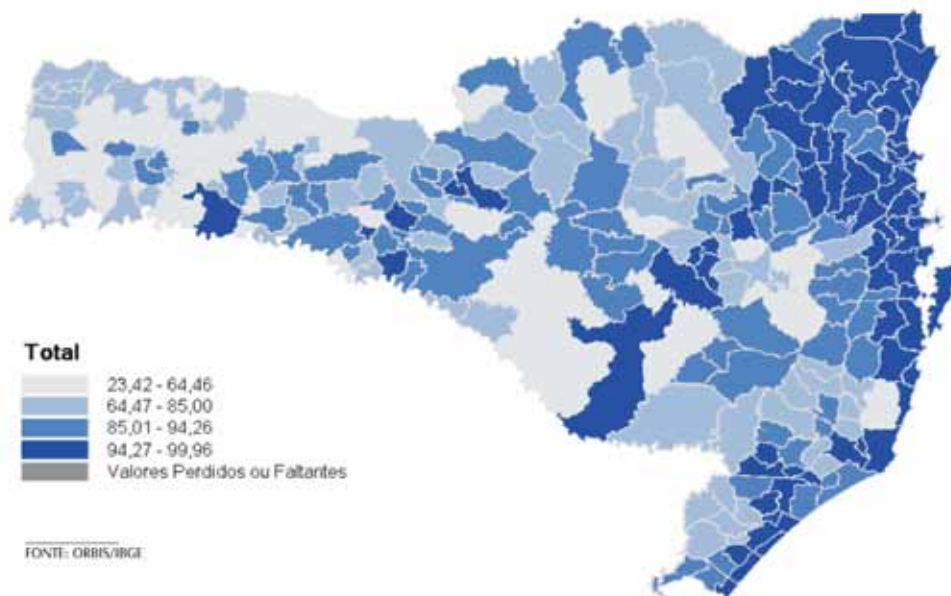 Total
23,42 - 64,46
64,47 - 85,00
85,01 - 94,26
94,27 - 99,96
Valores Perdidos ou Faltantes
FONTE: ORBIS/IBGE